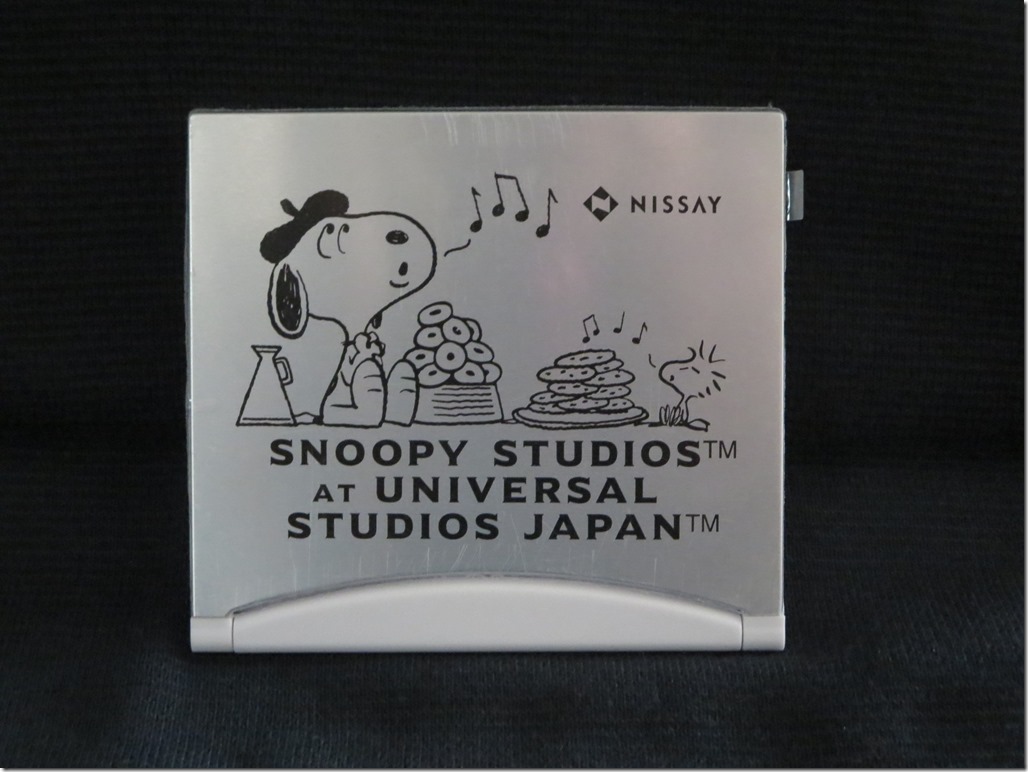 NISSAY
SNOOPY STUDIOS™
AT UNIVERSAL
STUDIOS JAPAN™